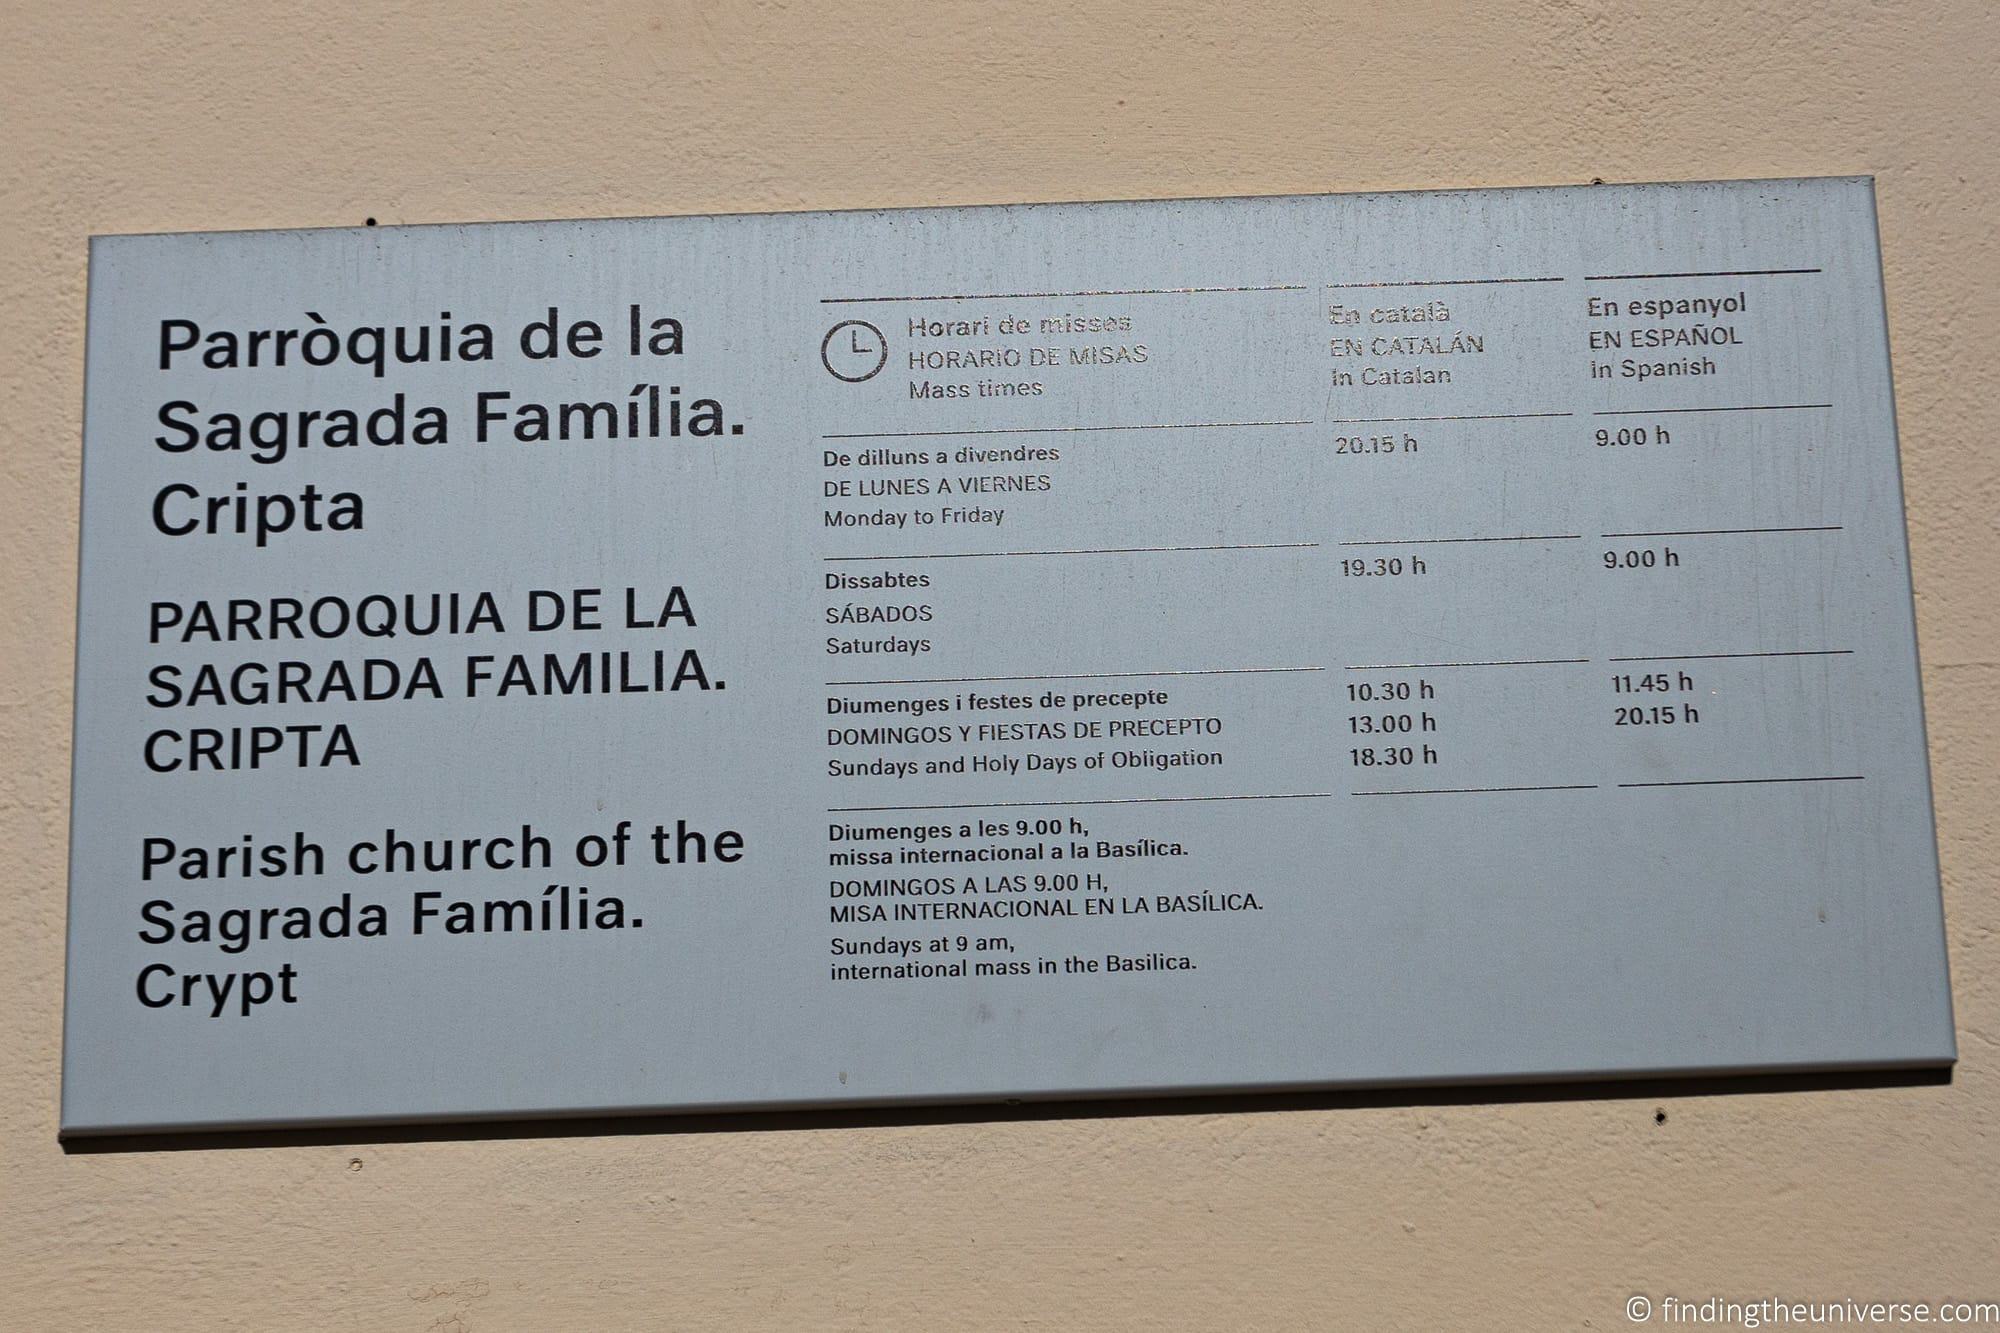 Parròquia de la
Sagrada Família.
Cripta
PARROQUIA DE LA
SAGRADA FAMILIA.
CRIPTA
Parish church of the
Sagrada Família.
Crypt
Horari de misses
HORARIO DE MISAS
Mass times
En català
EN CATALÁN
in Catalan
En espanyol
EN ESPAÑOL
in Spanish
De dilluns a divendres
DE LUNES A VIERNES
Monday to Friday
20.15 h
9.00 h
Dissabtes
SÁBADOS
Saturdays
19.30 h
9.00 h
Diumenges i festes de precepte
DOMINGOS Y FIESTAS DE PRECEPTO
Sundays and Holy Days of Obligation
10.30 h
13.00 h
18.30 h
11.45 h
20.15 h
Diumenges a les 9.00 h,
missa internacional a la Basílica.
DOMINGOS A LAS 9.00 H,
MISA INTERNACIONAL EN LA BASÍLICA.
Sundays at 9 am,
international mass in the Basilica.
© findingtheuniverse.com